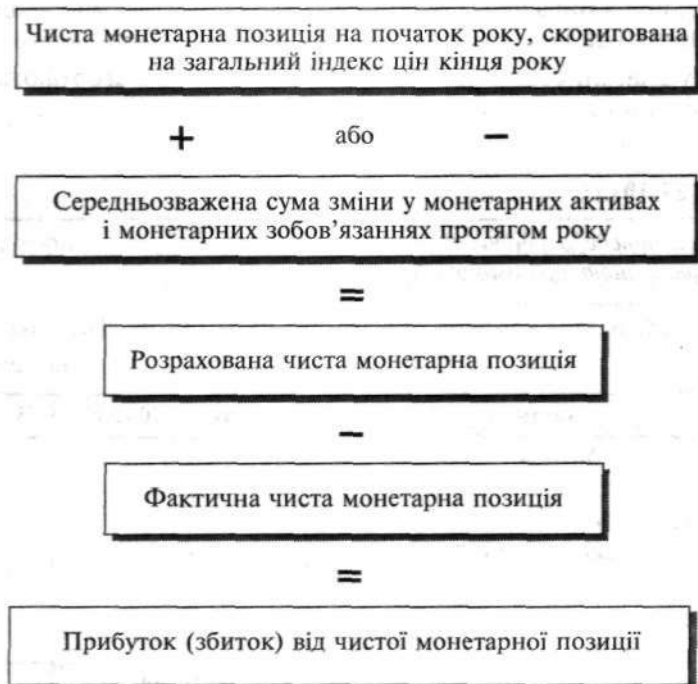 Чиста монетарна позиція на початок року, скоригована
на загальний індекс цін кінця року
+ або −
Середньозважена сума зміни у монетарних активах
і монетарних зобов'язаннях протягом року
=
Розрахована чиста монетарна позиція
−
Фактична чиста монетарна позиція
=
Прибуток (збиток) від чистої монетарної позиції